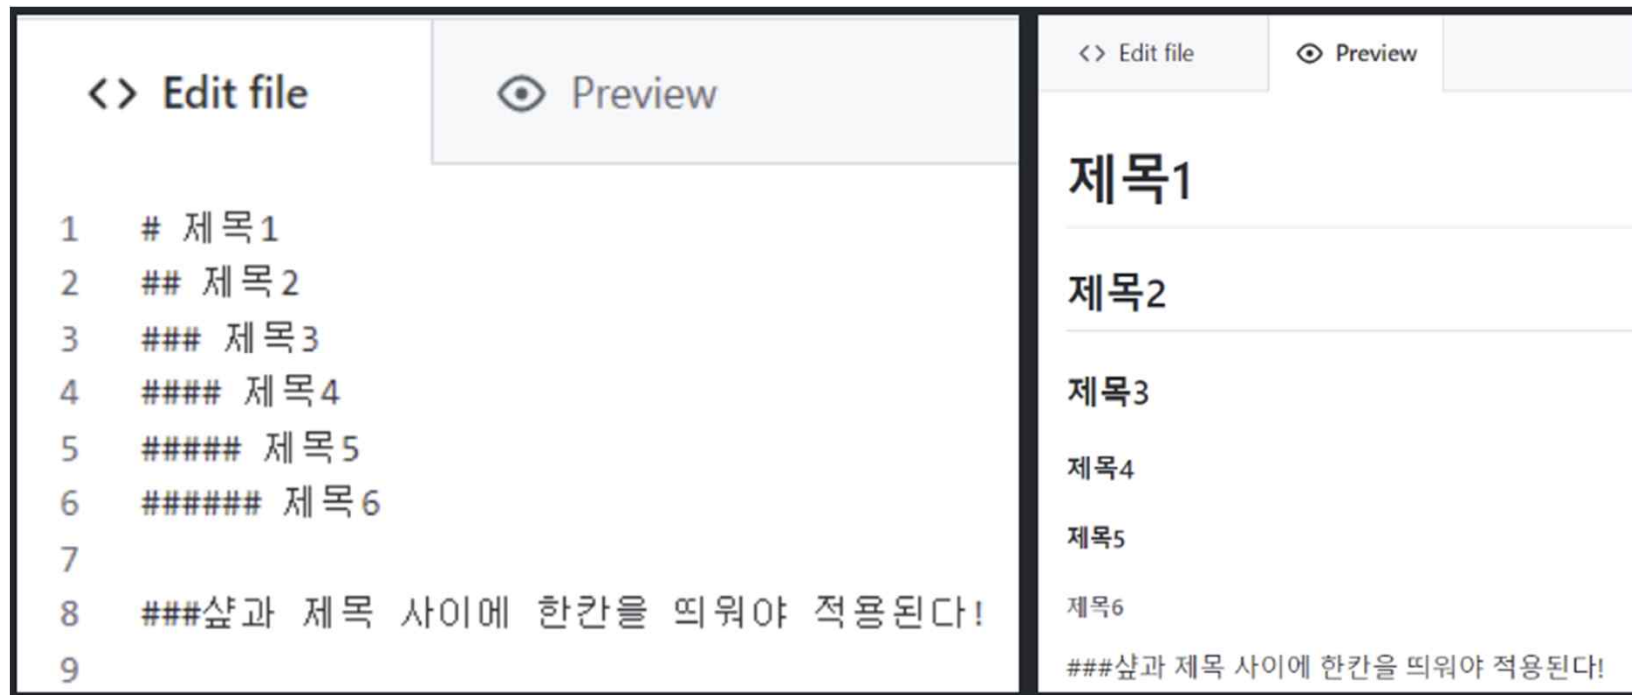 <> Edit file
Preview
1 # 제목1
2 ## 제목2
3 ### 제목3
4 #### 제목4
5 ##### 제목5
6 ###### 제목6
7
8 ###샾과 제목 사이에 한칸을 띄워야 적용된다!
9
<> Edit file
Preview
제목1
제목2
제목3
제목4
제목5
제목6
###샾과 제목 사이에 한칸을 띄워야 적용된다!